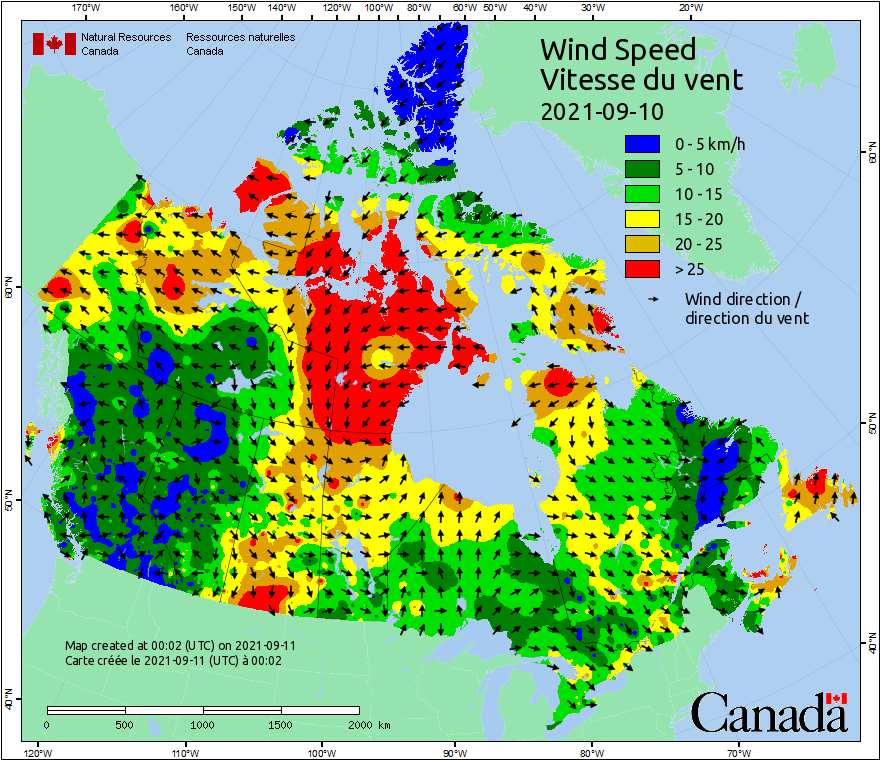 170°W 160°W 150°W 140°W 120°W 100°W 80°W 60°W 50°W 40°W 30°W 20°W
Natural Resources Ressources naturelles
Canada Canada
Wind Speed
Vitesse du vent
2021-09-10
0 - 5 km/h
5 - 10
10 - 15
15 - 20
20 - 25
> 25
Wind direction /
direction du vent
60°N
60°N
50°N
50°N
40°N
40°N
Map created at 00:02 (UTC) on 2021-09-11
Carte créée le 2021-09-11 (UTC) à 00:02
0 500 1000 1500 2000 km
Canada
120°W 110°W 100°W 90°W 80°W 70°W